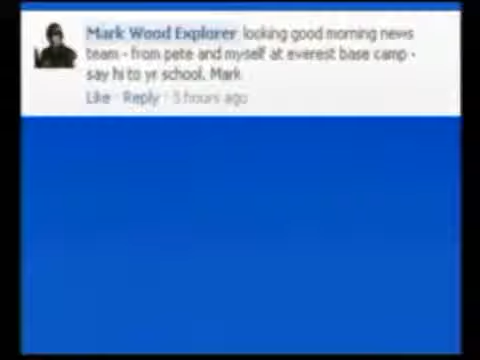 Mark Wood Explorer looking good morning news
team - from pete and myself at everest base camp -
say hi to yr school. Mark
Like · Reply · 5 hours ago